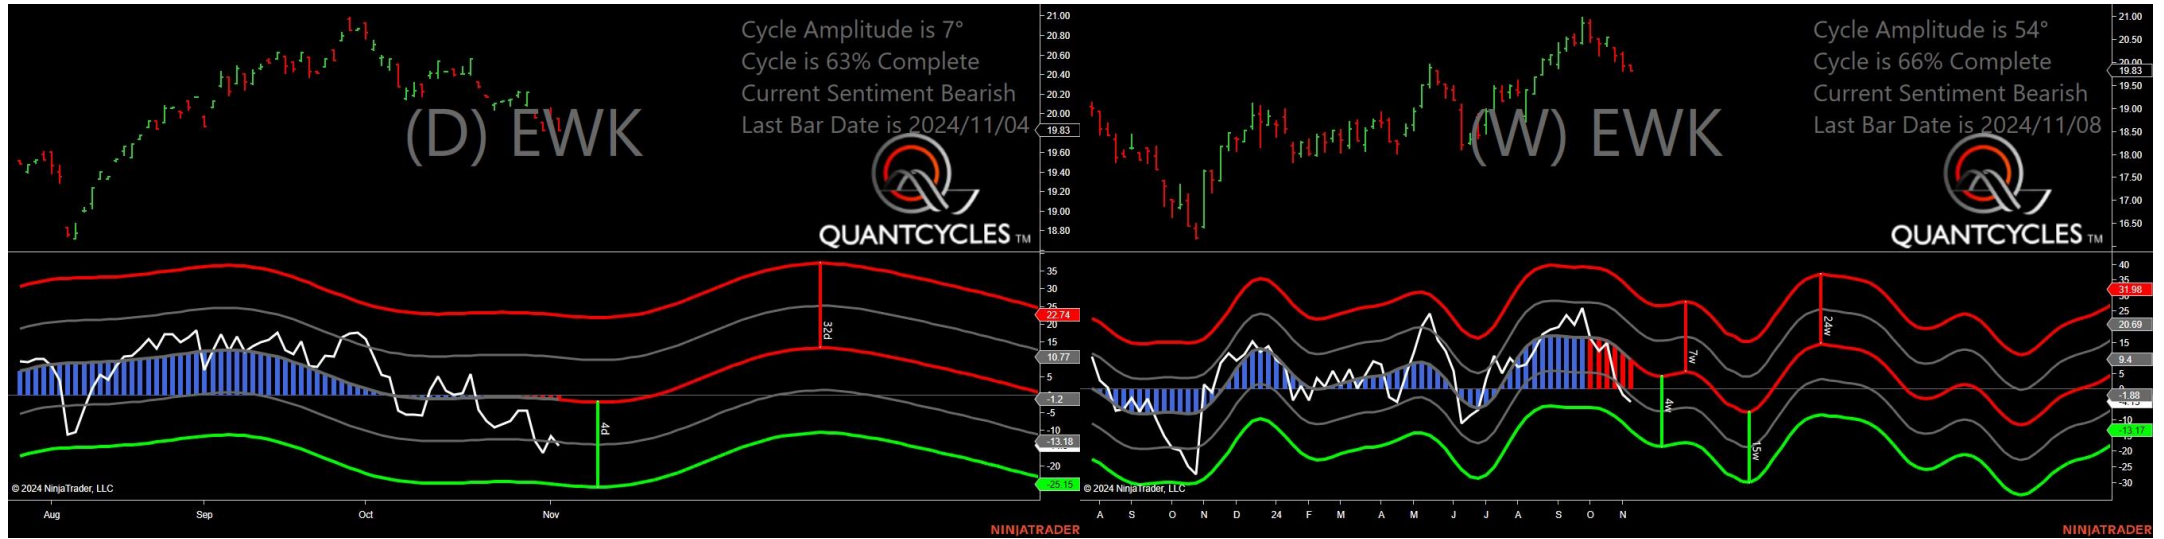 Cycle Amplitude is 7°
Cycle is 63% Complete
Current Sentiment Bearish
Last Bar Date is 2024/11/04
(D) EWK
QUANTCYCLES TM
21.00
20.80
20.60
20.40
20.20
20.00
19.83
19.60
19.40
19.20
19.00
18.80
35
30
25
22.74
20
15
10.77
5
-1.2
-5
-10
-13.18
-20
-25.15
32d
4d
© 2024 NinjaTrader, LLC
Aug Sep Oct Nov
NINJATRADER
Cycle Amplitude is 54°
Cycle is 66% Complete
Current Sentiment Bearish
Last Bar Date is 2024/11/08
(W) EWK
QUANTCYCLES TM
21.00
20.50
20.00
19.83
19.50
19.00
18.50
18.00
17.50
17.00
16.50
40
35
31.98
20.69
15
9.4
5
-1.88
-10
-13.17
-20
-25
-30
7w
24w
4w
15w
© 2024 NinjaTrader, LLC
A S O N D 24 F M A M J J A S O N
NINJATRADER